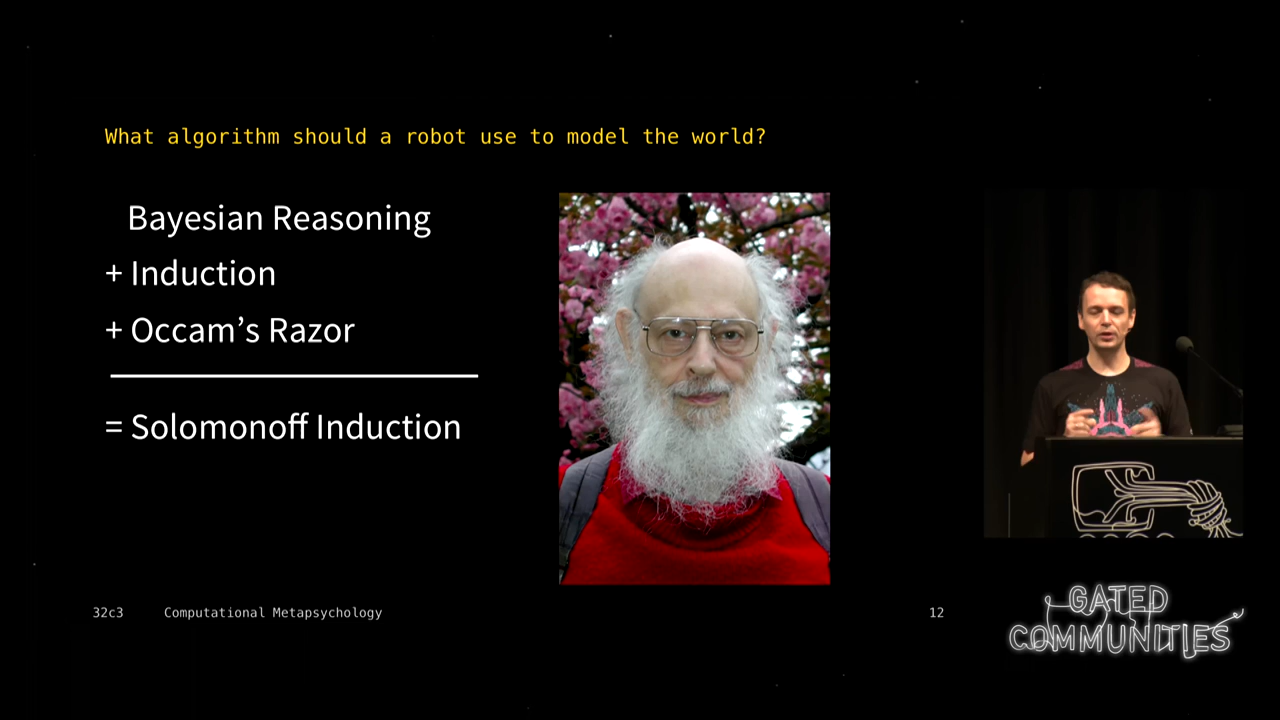 What algorithm should a robot use to model the world?
Bayesian Reasoning
+ Induction
+ Occam’s Razor
= Solomonoff Induction
32c3 Computational Metapsychology 12
GATED
COMMUNITIES